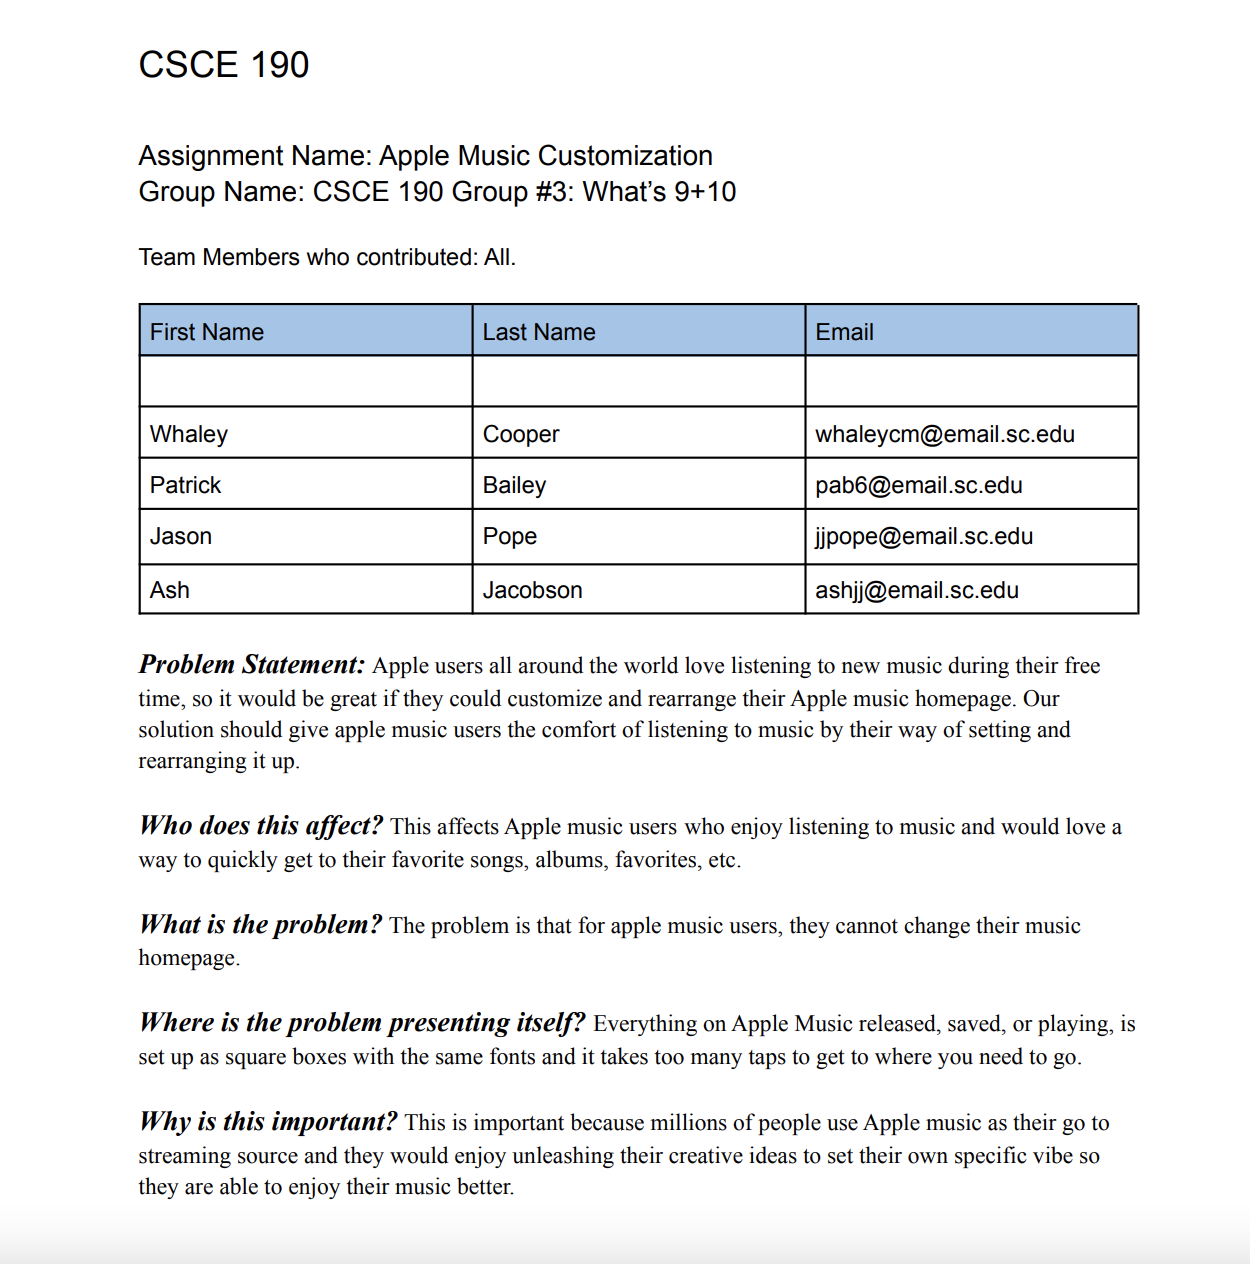 CSCE 190
Assignment Name: Apple Music Customization
Group Name: CSCE 190 Group #3: What’s 9+10
Team Members who contributed: All.
First Name Last Name Email
Whaley Cooper whaleycm@email.sc.edu
Patrick Bailey pab6@email.sc.edu
Jason Pope jjpope@email.sc.edu
Ash Jacobson ashjj@email.sc.edu
Problem Statement: Apple users all around the world love listening to new music during their free
time, so it would be great if they could customize and rearrange their Apple music homepage. Our
solution should give apple music users the comfort of listening to music by their way of setting and
rearranging it up.
Who does this affect? This affects Apple music users who enjoy listening to music and would love a
way to quickly get to their favorite songs, albums, favorites, etc.
What is the problem? The problem is that for apple music users, they cannot change their music
homepage.
Where is the problem presenting itself? Everything on Apple Music released, saved, or playing, is
set up as square boxes with the same fonts and it takes too many taps to get to where you need to go.
Why is this important? This is important because millions of people use Apple music as their go to
streaming source and they would enjoy unleashing their creative ideas to set their own specific vibe so
they are able to enjoy their music better.